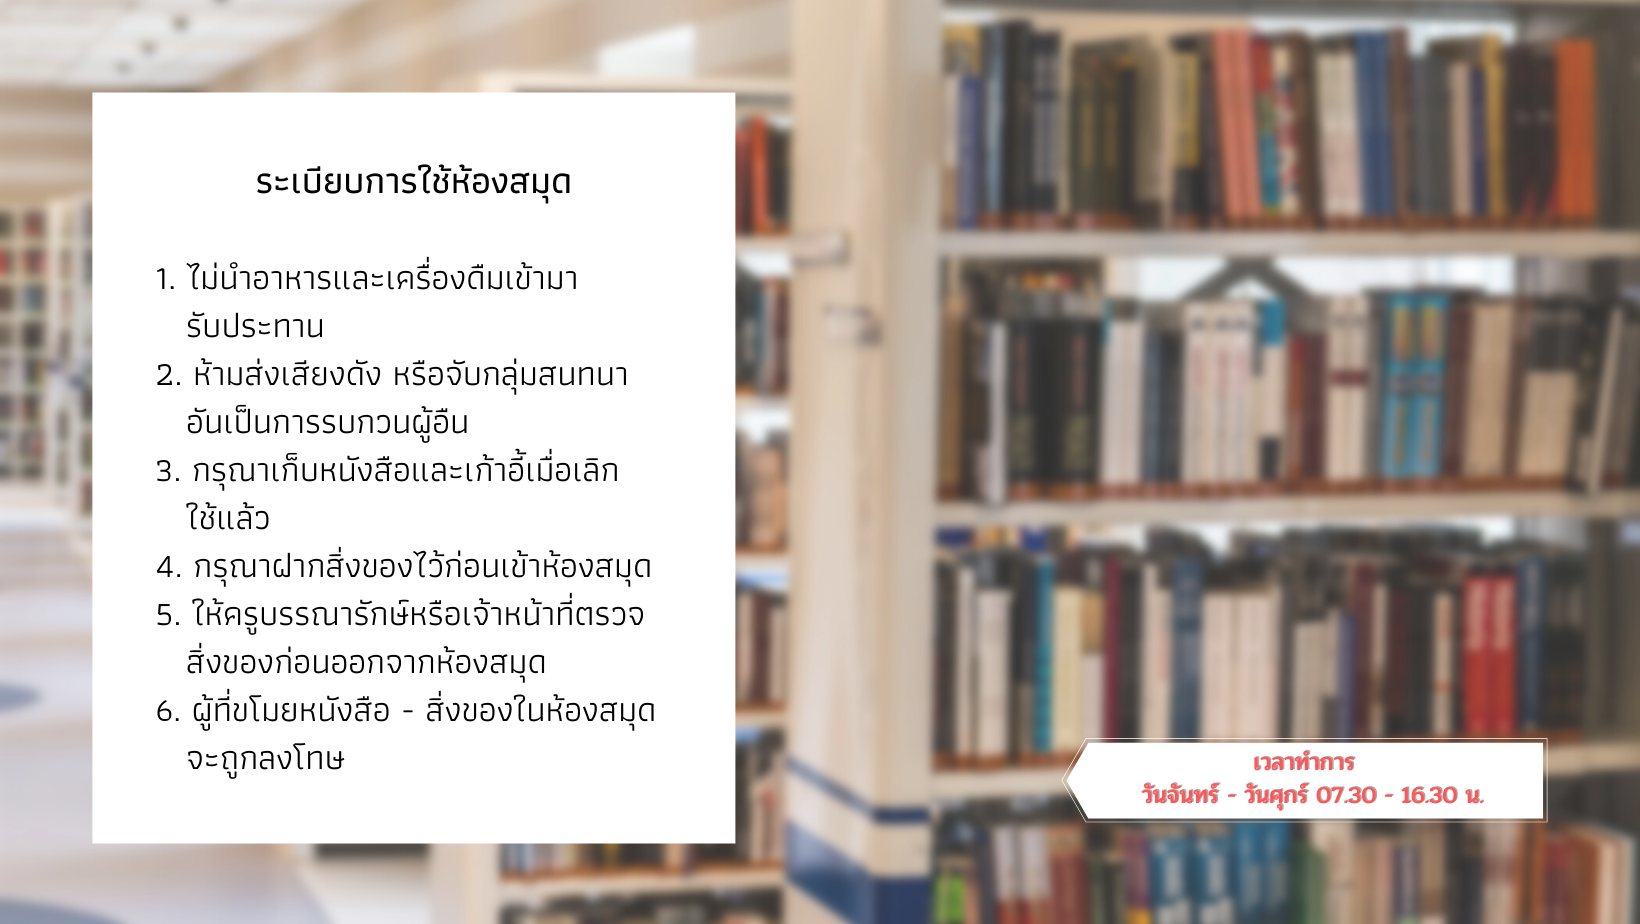 ระเบียบการใช้ห้องสมุด
1. ไม่นำอาหารและเครื่องดื่มเข้ามา
รับประทาน
2. ห้ามส่งเสียงดัง หรือจับกลุ่มสนทนา
อันเป็นการรบกวนผู้อื่น
3. กรุณาเก็บหนังสือและเก้าอี้เมื่อเลิก
ใช้แล้ว
4. กรุณาฝากสิ่งของไว้ก่อนเข้าห้องสมุด
5. ให้ครูบรรณารักษ์หรือเจ้าหน้าที่ตรวจ
สิ่งของก่อนออกจากห้องสมุด
6. ผู้ที่ขโมยหนังสือ - สิ่งของในห้องสมุด
จะถูกลงโทษ
เวลาทำการ
วันจันทร์ - วันศุกร์ 07.30 - 16.30 น.